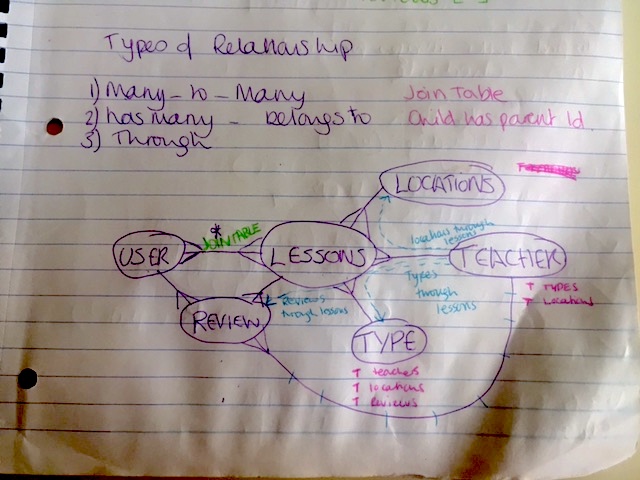 Types of Relationship
1) Many-to-Many Join Table
2) has many - belongs to Child has parent Id.
3) Through
LOCATIONS
*
JOIN TABLE
locations through
lessons
USER
LESSONS
TEACHER
Types
through
lessons
↑ TYPES
↑ Locations
Reviews
through lessons
REVIEW
TYPE
↑ teachers
↑ locations
↑ reviews